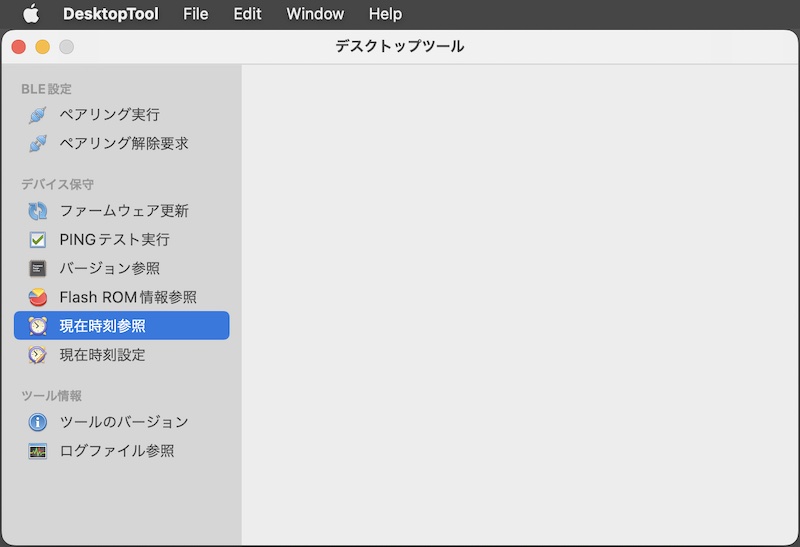 DesktopTool File Edit Window Help
デスクトップツール
BLE設定
ペアリング実行
ペアリング解除要求
デバイス保守
ファームウェア更新
PINGテスト実行
バージョン参照
Flash ROM情報参照
現在時刻参照
現在時刻設定
ツール情報
ツールのバージョン
ログファイル参照